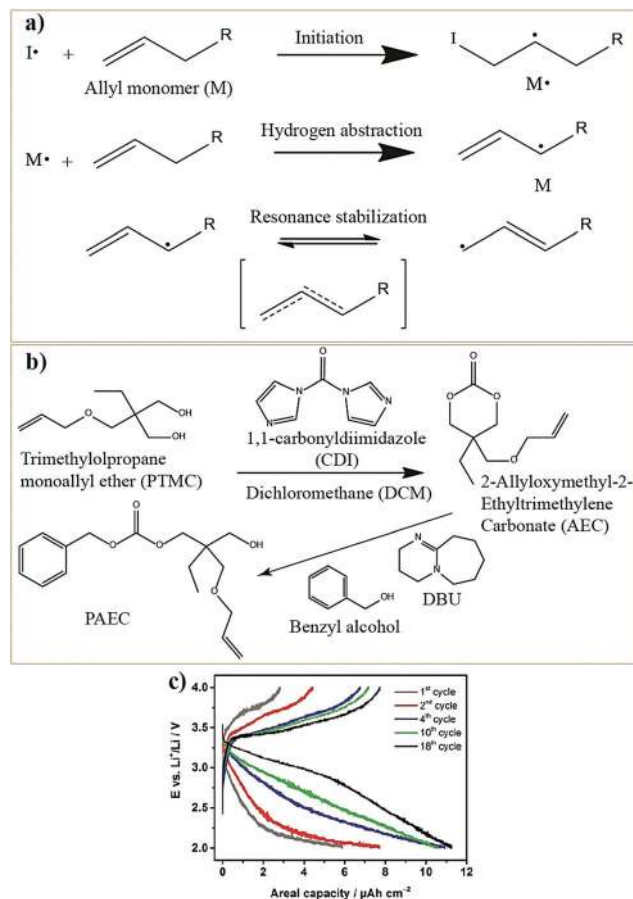 a)
I• +
R
Initiation
I
R
Allyl monomer (M)
M•
M• +
R
Hydrogen abstraction
R
M
R
Resonance stabilization
R
R
b)
O
O
OH
OH
N
N
N
N
O
O
O
O
1,1-carbonyldiimidazole
(CDI)
Dichloromethane (DCM)
Trimethylolpropane
monoallyl ether (PTMC)
2-Allyloxymethyl-2-
Ethyltrimethylene
Carbonate (AEC)
O
O
O
OH
O
PAEC
OH
Benzyl alcohol
N
N
DBU
c)
E vs. Li⁺/Li / V
4.0
3.5
3.0
2.5
2.0
1st cycle
2nd cycle
4th cycle
10th cycle
18th cycle
0 2 4 6 8 10 12
Areal capacity / µAh cm⁻²